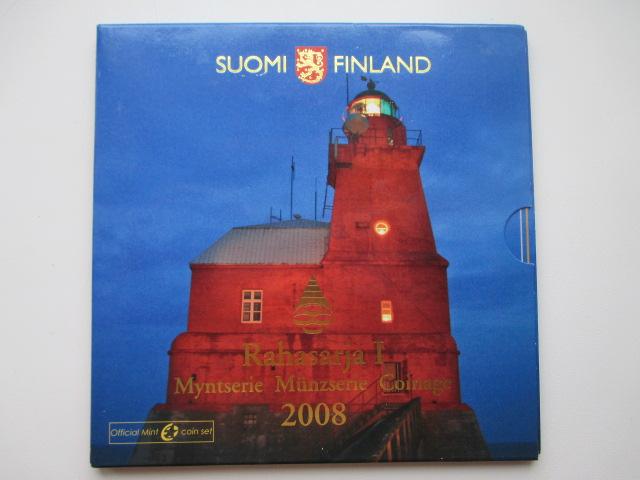 SUOMI FINLAND
Rahasarja I
Myntserie Münzserie Coinage
2008
Official Mint coin set